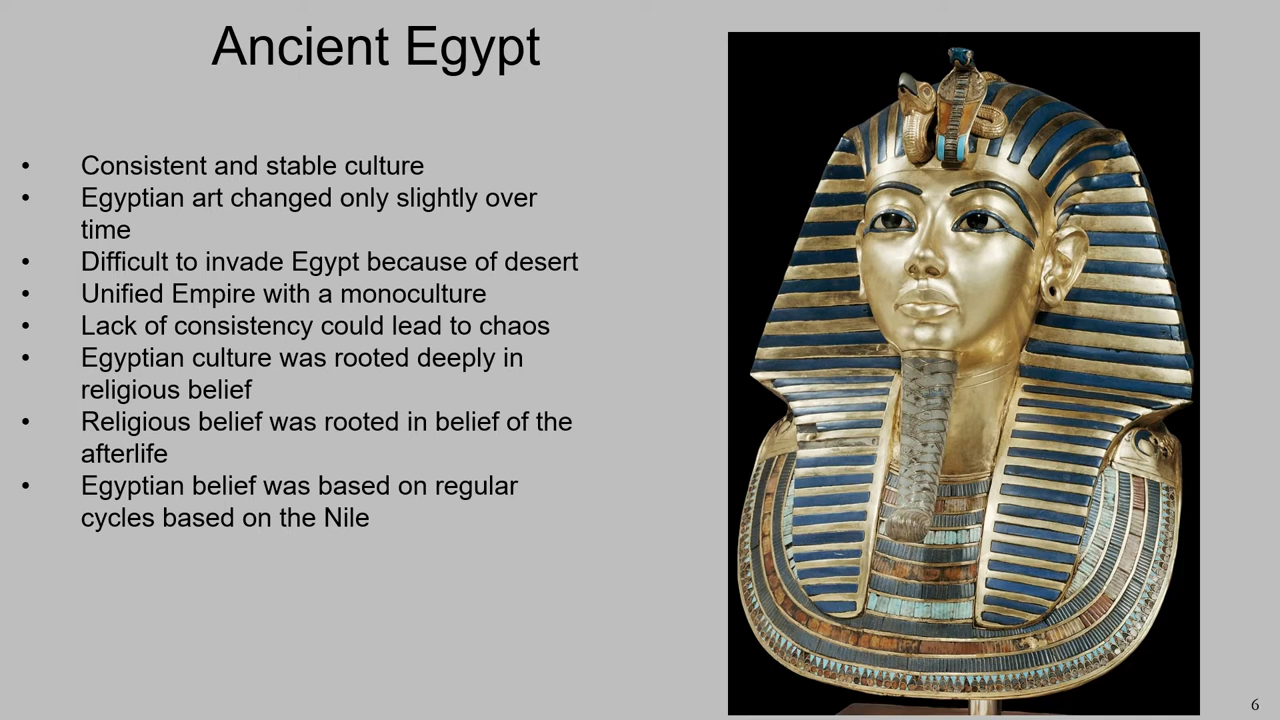 Ancient Egypt
• Consistent and stable culture
• Egyptian art changed only slightly over
time
• Difficult to invade Egypt because of desert
• Unified Empire with a monoculture
• Lack of consistency could lead to chaos
• Egyptian culture was rooted deeply in
religious belief
• Religious belief was rooted in belief of the
afterlife
• Egyptian belief was based on regular
cycles based on the Nile
6